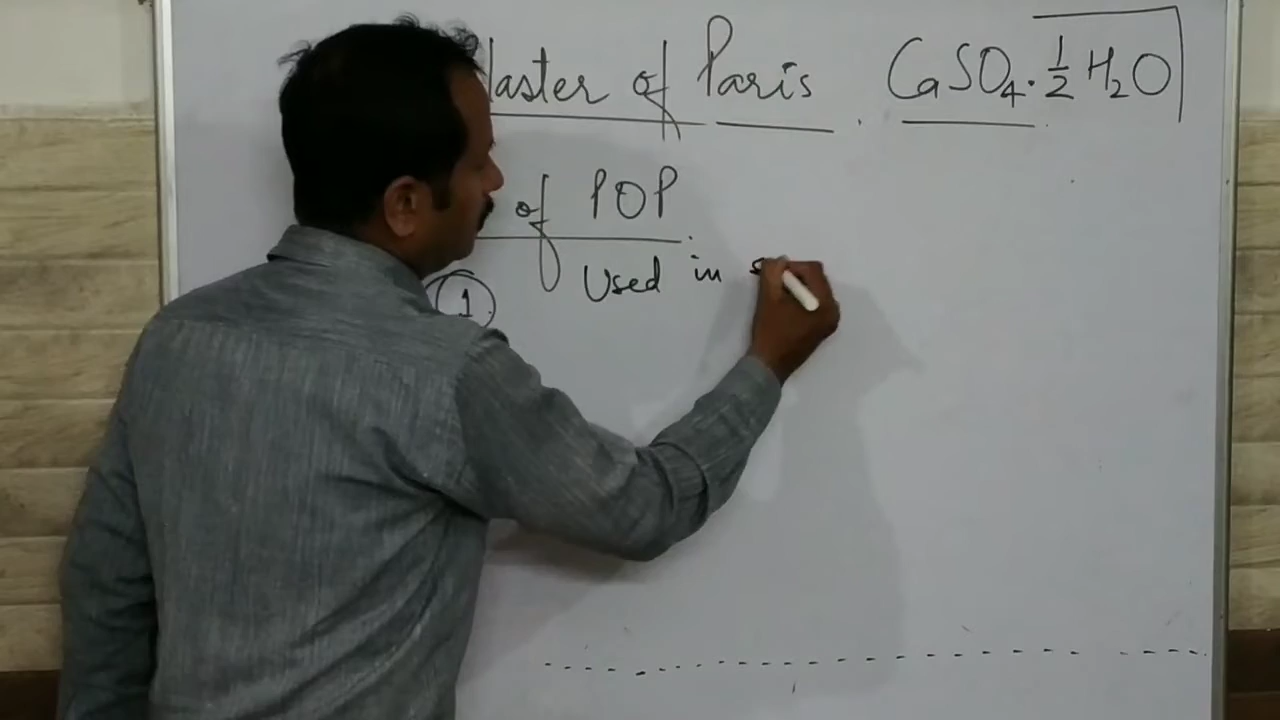 laster of Paris. CaSO4·½H2O
of POP
1 Used in